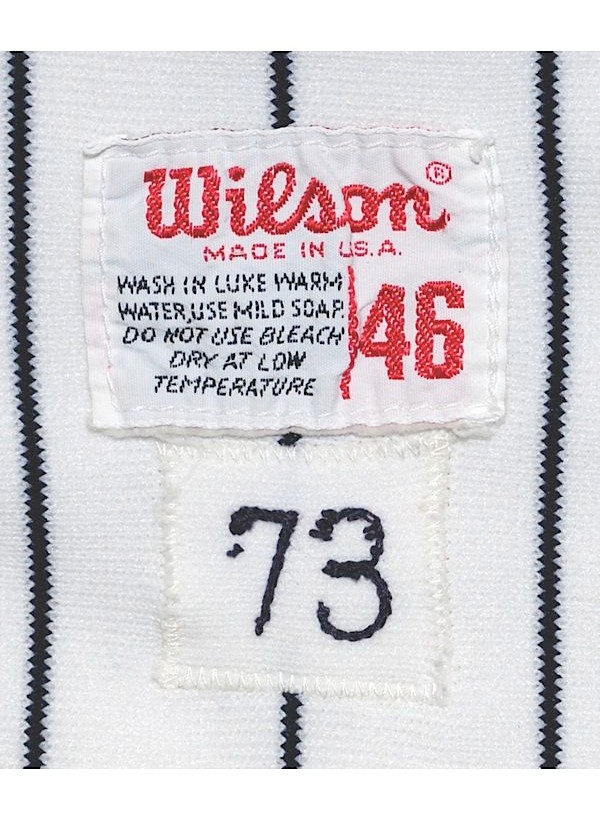 Wilson®
MADE IN U.S.A.
WASH IN LUKE WARM
WATER, USE MILD SOAP.
DO NOT USE BLEACH
DRY AT LOW
TEMPERATURE
46
73